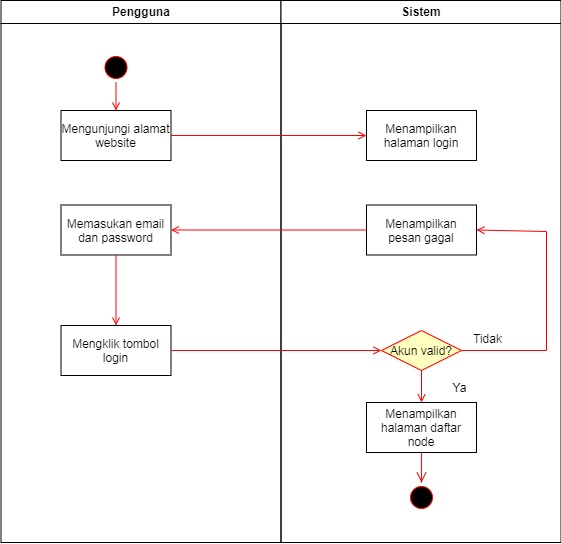 Pengguna
Sistem
Mengunjungi alamat
website
Menampilkan
halaman login
Memasukan email
dan password
Menampilkan
pesan gagal
Mengklik tombol
login
Akun valid?
Tidak
Ya
Menampilkan
halaman daftar
node